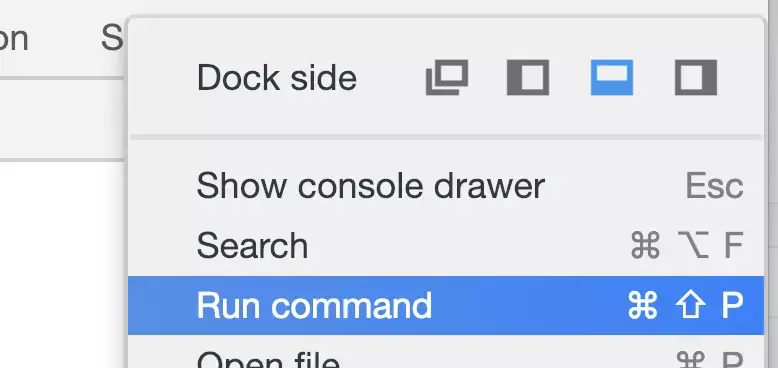 on S
Dock side
Show console drawer Esc
Search ⌘ ⌥ F
Run command ⌘ ⇧ P
Open file ⌘ P